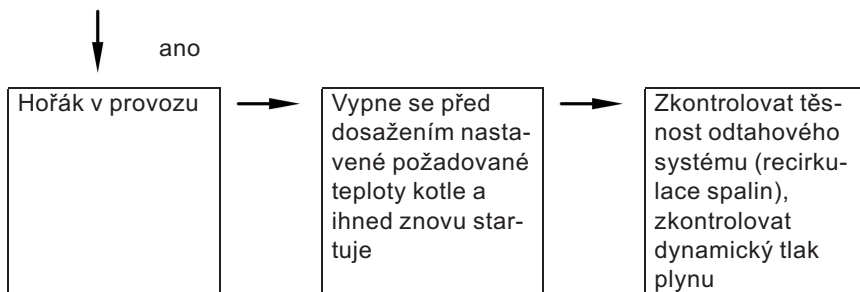 ano
Hořák v provozu
Vypne se před
dosažením nasta-
vené požadované
teploty kotle a
ihned znovu star-
tuje
Zkontrolovat těs-
nost odtahového
systému (recirku-
lace spalin),
zkontrolovat
dynamický tlak
plynu